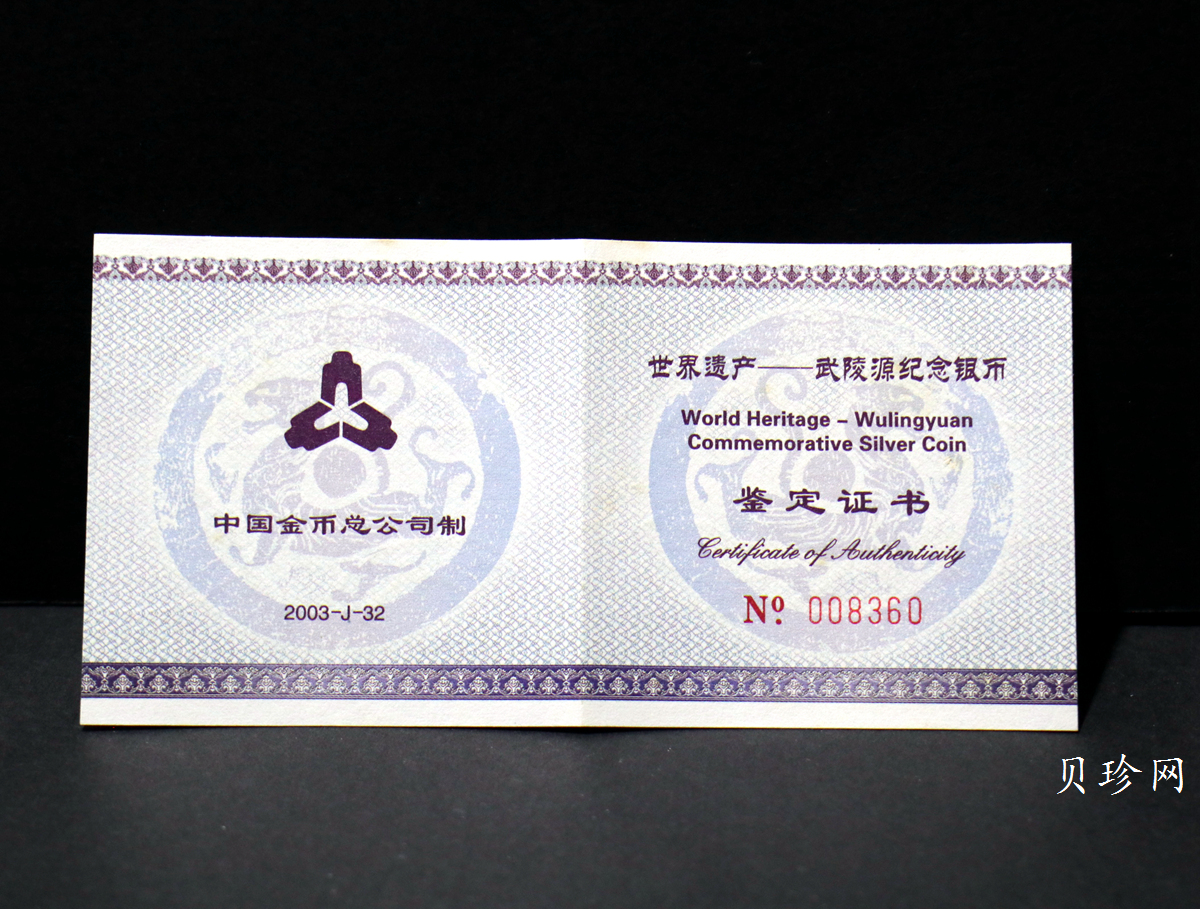 中国金币总公司制
2003-J-32
世界遗产——武陵源纪念银币
World Heritage – Wulingyuan
Commemorative Silver Coin
鉴定证书
Certificate of Authenticity
Nº. 008360
贝珍网